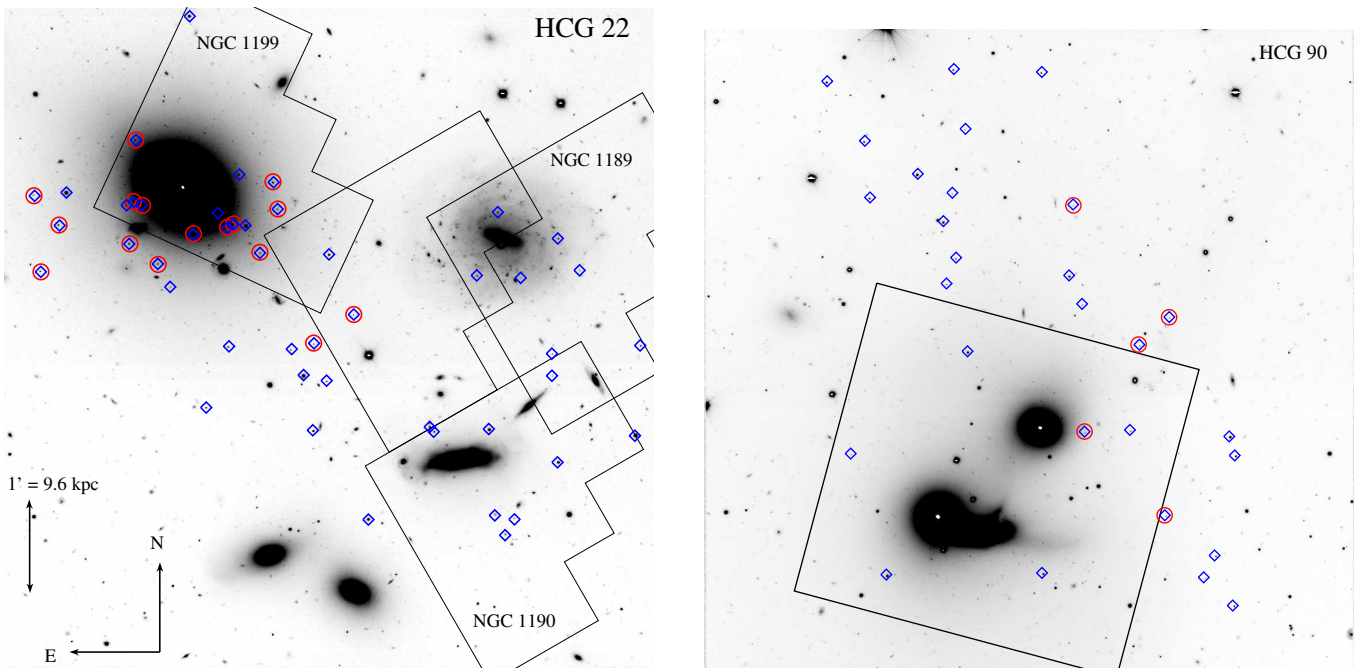 HCG 22
NGC 1199
NGC 1189
1' = 9.6 kpc
N
E
NGC 1190
HCG 90